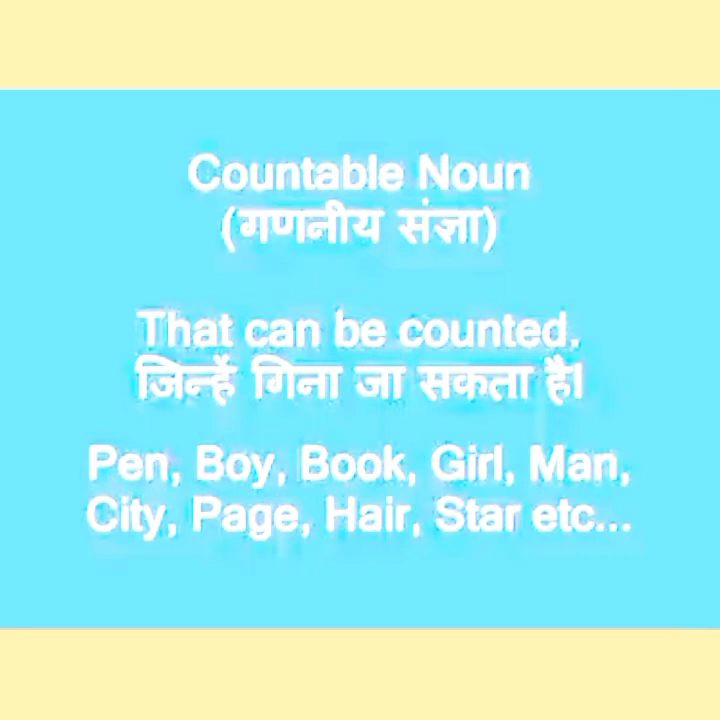 Countable Noun
(गणनीय संज्ञा)
That can be counted.
जिन्हें गिना जा सकता है।
Pen, Boy, Book, Girl, Man,
City, Page, Hair, Star etc...